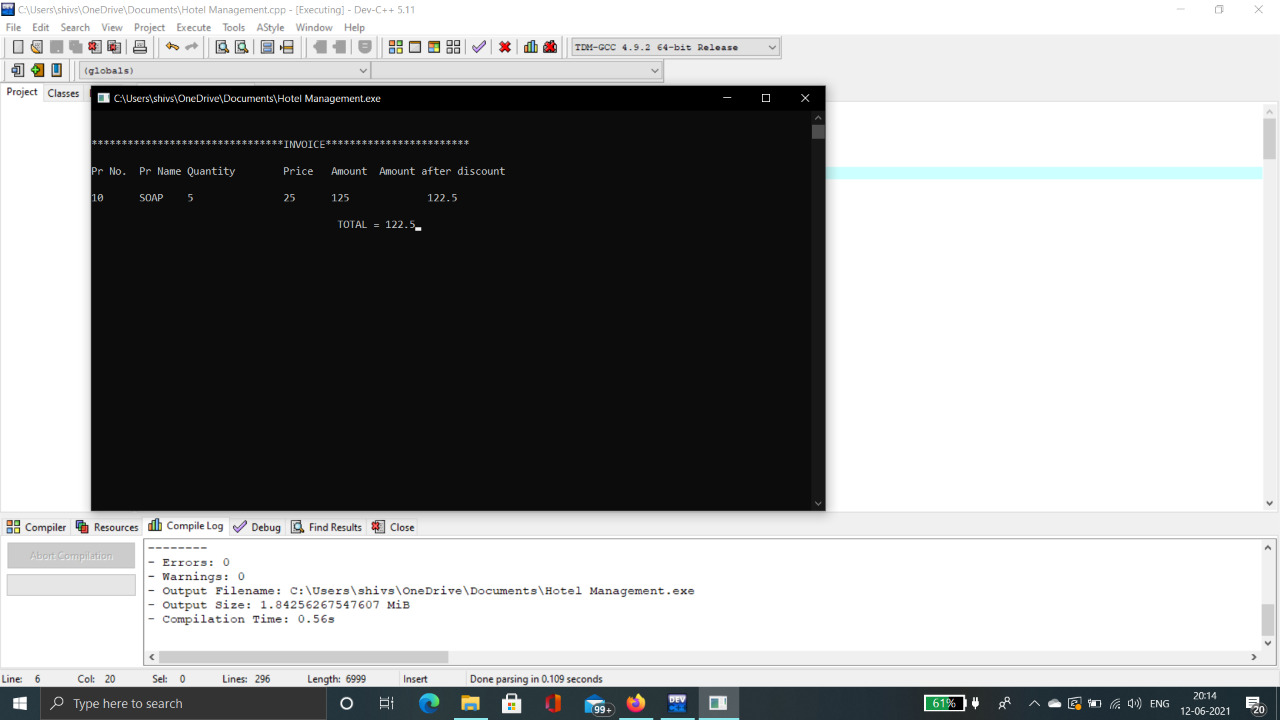 C:\Users\shivs\OneDrive\Documents\Hotel Management.cpp - [Executing] - Dev-C++ 5.11
File Edit Search View Project Execute Tools AStyle Window Help
TDM-GCC 4.9.2 64-bit Release
(globals)
Project Classes
C:\Users\shivs\OneDrive\Documents\Hotel Management.exe
********************************INVOICE************************
Pr No. Pr Name Quantity Price Amount Amount after discount
10 SOAP 5 25 125 122.5
TOTAL = 122.5
Compiler Resources Compile Log Debug Find Results Close
Abort Compilation
--------
- Errors: 0
- Warnings: 0
- Output Filename: C:\Users\shivs\OneDrive\Documents\Hotel Management.exe
- Output Size: 1.84256267547607 MiB
- Compilation Time: 0.56s
Line: 6 Col: 20 Sel: 0 Lines: 296 Length: 6999 Insert Done parsing in 0.109 seconds
Type here to search
99+
DEV
61%
ENG
20:14
12-06-2021
20